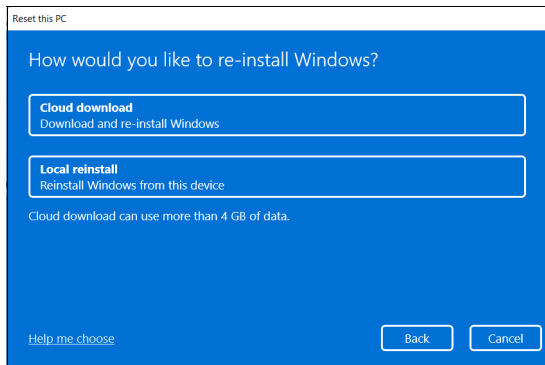 Reset this PC
How would you like to re-install Windows?
Cloud download
Download and re-install Windows
Local reinstall
Reinstall Windows from this device
Cloud download can use more than 4 GB of data.
Help me choose
Back
Cancel